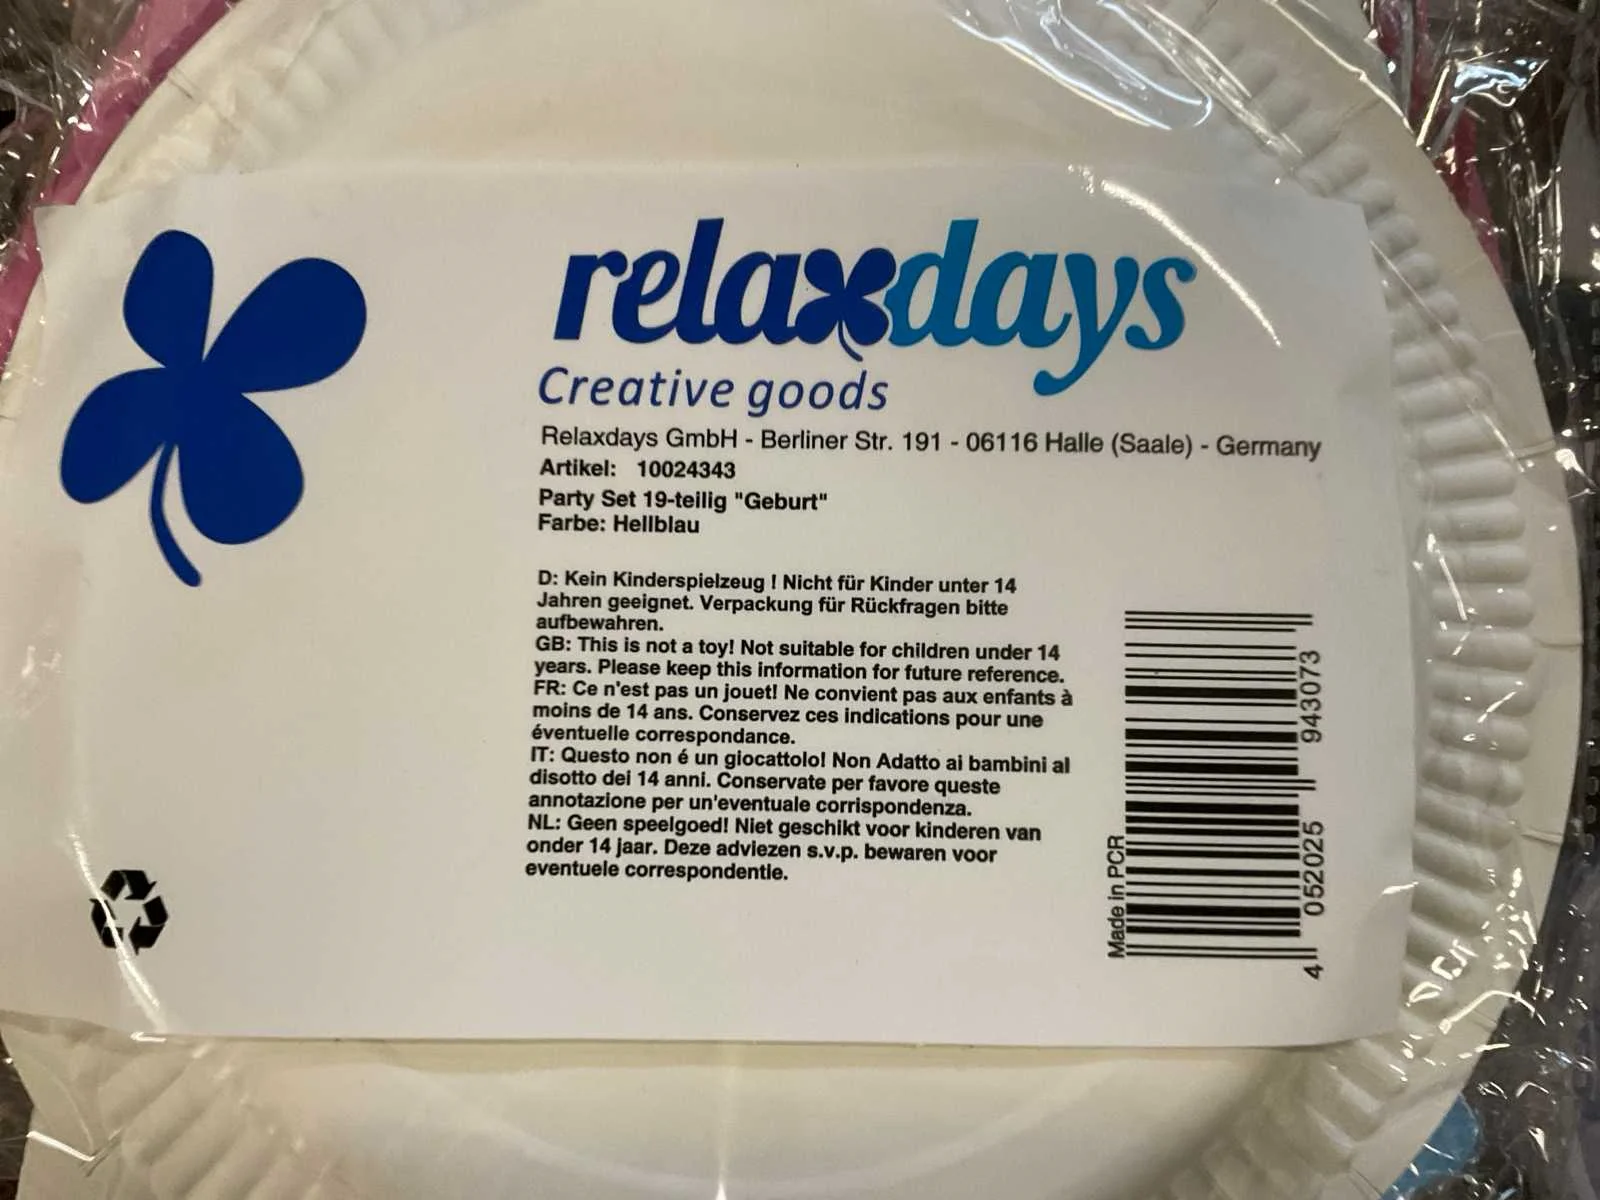 relaxdays
Creative goods
Relaxdays GmbH - Berliner Str. 191 - 06116 Halle (Saale) - Germany
Artikel: 10024343
Party Set 19-teilig "Geburt"
Farbe: Hellblau
D: Kein Kinderspielzeug ! Nicht für Kinder unter 14
Jahren geeignet. Verpackung für Rückfragen bitte
aufbewahren.
GB: This is not a toy! Not suitable for children under 14
years. Please keep this information for future reference.
FR: Ce n'est pas un jouet! Ne convient pas aux enfants à
moins de 14 ans. Conservez ces indications pour une
éventuelle correspondance.
IT: Questo non é un giocattolo! Non Adatto ai bambini al
disotto dei 14 anni. Conservate per favore queste
annotazione per un'eventuale corrispondenza.
NL: Geen speelgoed! Niet geschikt voor kinderen van
onder 14 jaar. Deze adviezen s.v.p. bewaren voor
eventuele correspondentie.
Made in PCR
4 052025 943073